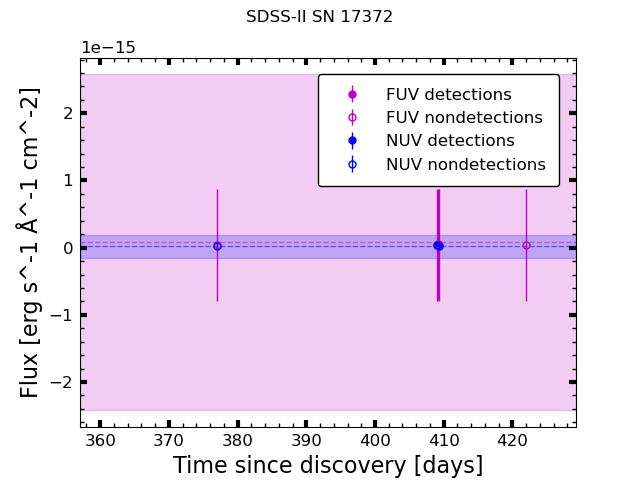 SDSS-II SN 17372
1e−15
FUV detections
FUV nondetections
NUV detections
NUV nondetections
2
1
0
−1
−2
Flux [erg s^-1 Å^-1 cm^-2]
360 370 380 390 400 410 420
Time since discovery [days]